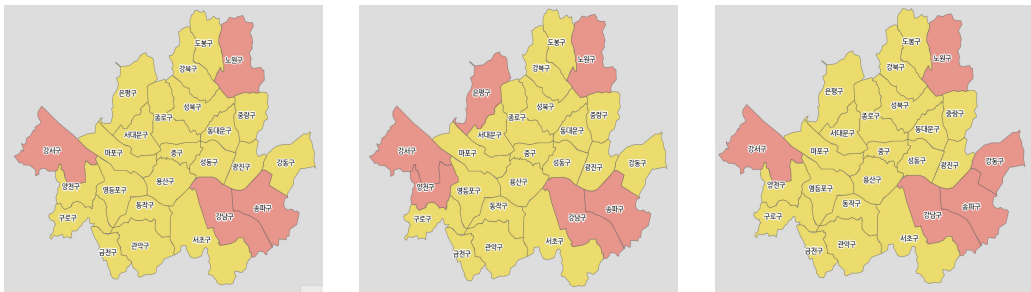 도봉구
노원구
강북구
은평구
성북구
종로구
중랑구
동대문구
서대문구
마포구
중구
성동구
광진구
강동구
강서구
양천구
용산구
영등포구
동작구
구로구
강남구
송파구
서초구
관악구
금천구
도봉구
노원구
강북구
은평구
성북구
종로구
중랑구
동대문구
서대문구
마포구
중구
성동구
광진구
강동구
강서구
양천구
용산구
영등포구
동작구
구로구
강남구
송파구
서초구
관악구
금천구
도봉구
노원구
강북구
은평구
성북구
종로구
중랑구
동대문구
서대문구
마포구
중구
성동구
광진구
강동구
강서구
양천구
용산구
영등포구
동작구
구로구
강남구
송파구
서초구
관악구
금천구